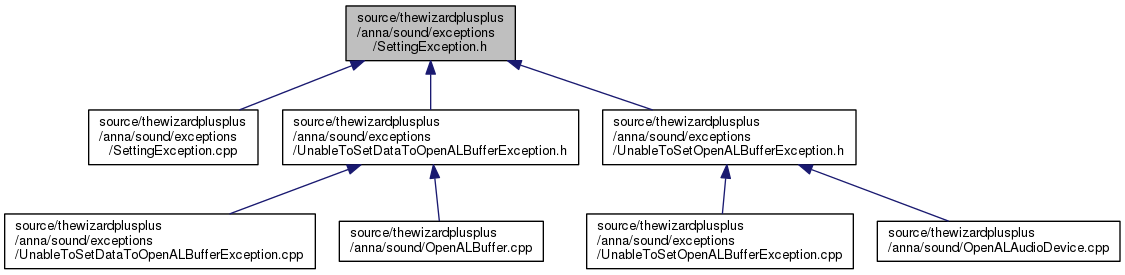 source/thewizardplusplus
/anna/sound/exceptions
/SettingException.h
source/thewizardplusplus
/anna/sound/exceptions
/SettingException.cpp
source/thewizardplusplus
/anna/sound/exceptions
/UnableToSetDataToOpenALBufferException.h
source/thewizardplusplus
/anna/sound/exceptions
/UnableToSetOpenALBufferException.h
source/thewizardplusplus
/anna/sound/exceptions
/UnableToSetDataToOpenALBufferException.cpp
source/thewizardplusplus
/anna/sound/OpenALBuffer.cpp
source/thewizardplusplus
/anna/sound/exceptions
/UnableToSetOpenALBufferException.cpp
source/thewizardplusplus
/anna/sound/OpenALAudioDevice.cpp